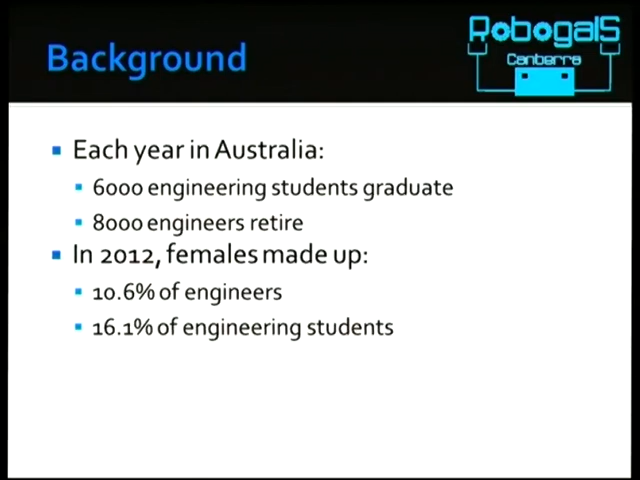 Background
Robogals
Canberra
Each year in Australia:
6000 engineering students graduate
8000 engineers retire
In 2012, females made up:
10.6% of engineers
16.1% of engineering students